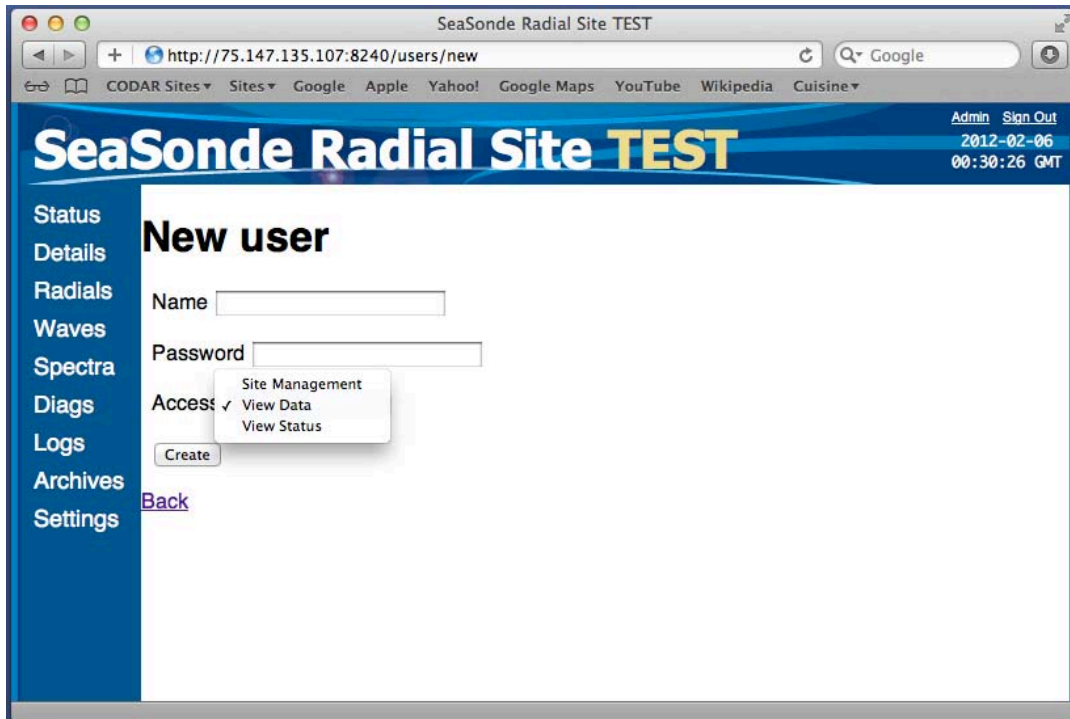 SeaSonde Radial Site TEST
+ http://75.147.135.107:8240/users/new Google
CODAR Sites Sites Google Apple Yahoo! Google Maps YouTube Wikipedia Cuisine
Admin Sign Out
SeaSonde Radial Site TEST
2012-02-06
00:30:26 GMT
Status
Details
Radials
Waves
Spectra
Diags
Logs
Archives
Settings
New user
Name
Password
Site Management
Access ✓ View Data
View Status
Create
Back